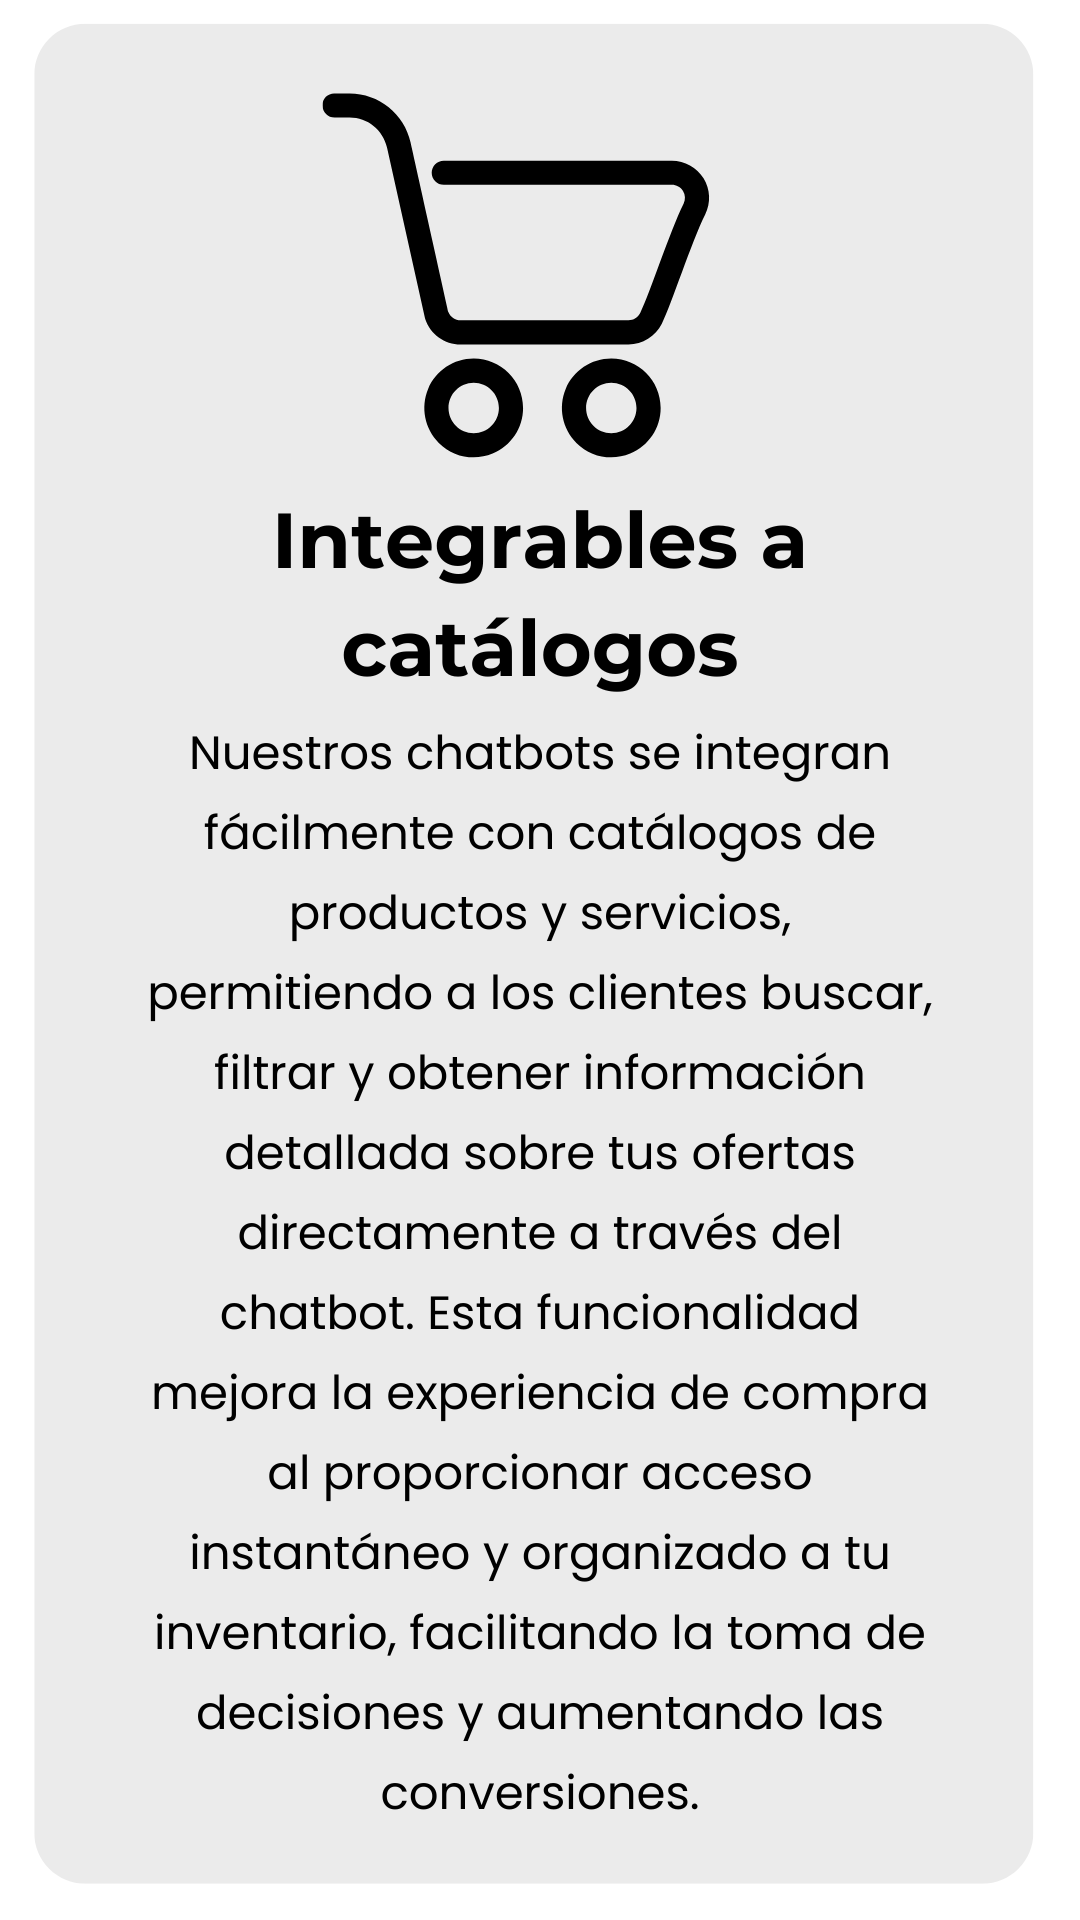 Integrables a
catálogos
Nuestros chatbots se integran
fácilmente con catálogos de
productos y servicios,
permitiendo a los clientes buscar,
filtrar y obtener información
detallada sobre tus ofertas
directamente a través del
chatbot. Esta funcionalidad
mejora la experiencia de compra
al proporcionar acceso
instantáneo y organizado a tu
inventario, facilitando la toma de
decisiones y aumentando las
conversiones.